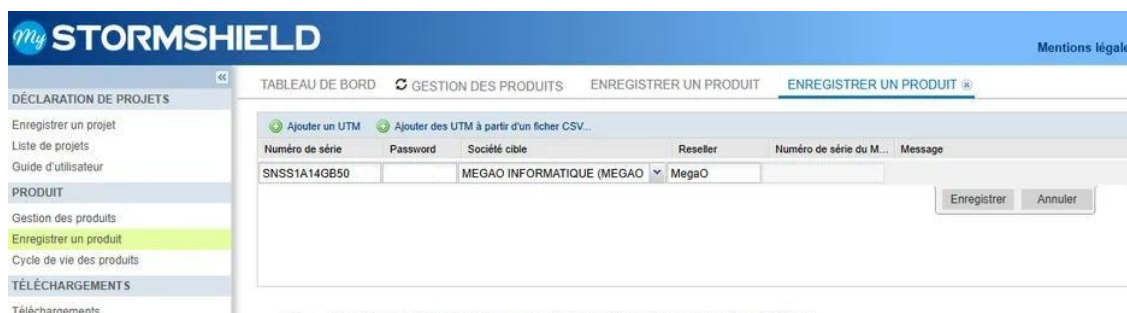 my STORMSHIELD
Mentions légale
DÉCLARATION DE PROJETS
Enregistrer un projet
Liste de projets
Guide d'utilisateur
PRODUIT
Gestion des produits
Enregistrer un produit
Cycle de vie des produits
TÉLÉCHARGEMENTS
Téléchargements
TABLEAU DE BORD GESTION DES PRODUITS ENREGISTRER UN PRODUIT ENREGISTRER UN PRODUIT
Ajouter un UTM Ajouter des UTM à partir d'un ficher CSV...
Numéro de série Password Société cible Reseller Numéro de série du M... Message
SNSS1A14GB50 MEGAO INFORMATIQUE (MEGAO MegaO
Enregistrer Annuler